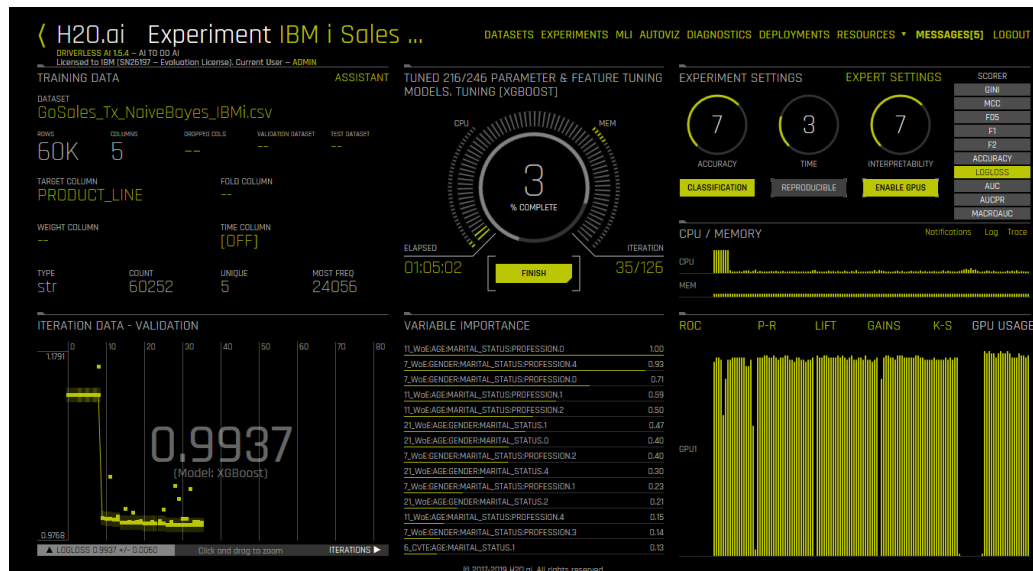 ⟨ H2O.ai Experiment IBM i Sales ...
DATASETS EXPERIMENTS MLI AUTOVIZ DIAGNOSTICS DEPLOYMENTS RESOURCES ▾ MESSAGES[5] LOGOUT
DRIVERLESS AI 1.5.4 – AI TO DO AI
Licensed to IBM (SN26197 – Evaluation License). Current User – ADMIN
TRAINING DATA ASSISTANT
DATASET
GoSales_Tx_NaiveBayes_IBMi.csv
ROWS COLUMNS DROPPED COLS VALIDATION DATASET TEST DATASET
60K 5 -- -- --
TARGET COLUMN FOLD COLUMN
PRODUCT_LINE --
WEIGHT COLUMN TIME COLUMN
-- [OFF]
TYPE COUNT UNIQUE MOST FREQ
str 60252 5 24056
TUNED 216/246 PARAMETER & FEATURE TUNING
MODELS. TUNING [XGBOOST]
CPU MEM
3
% COMPLETE
ELAPSED ITERATION
01:05:02 FINISH 35/126
EXPERIMENT SETTINGS EXPERT SETTINGS
7 3 7
ACCURACY TIME INTERPRETABILITY
CLASSIFICATION REPRODUCIBLE ENABLE GPUS
SCORER
GINI
MCC
F05
F1
F2
ACCURACY
LOGLOSS
AUC
AUCPR
MACROAUC
CPU / MEMORY Notifications Log Trace
CPU
MEM
ITERATION DATA - VALIDATION
0 10 20 30 40 50 60 70 80
1.1791
0.9937
(Model: XGBoost)
0.9768
▲ LOGLOSS 0.9937 +/- 0.0060 Click and drag to zoom ITERATIONS ▶
VARIABLE IMPORTANCE
11_WoE:AGE:MARITAL_STATUS:PROFESSION.0 1.00
7_WoE:GENDER:MARITAL_STATUS:PROFESSION.4 0.93
7_WoE:GENDER:MARITAL_STATUS:PROFESSION.0 0.71
11_WoE:AGE:MARITAL_STATUS:PROFESSION.1 0.59
11_WoE:AGE:MARITAL_STATUS:PROFESSION.2 0.50
21_WoE:AGE:GENDER:MARITAL_STATUS.1 0.47
21_WoE:AGE:GENDER:MARITAL_STATUS.0 0.40
7_WoE:GENDER:MARITAL_STATUS:PROFESSION.2 0.40
21_WoE:AGE:GENDER:MARITAL_STATUS.4 0.30
7_WoE:GENDER:MARITAL_STATUS:PROFESSION.1 0.23
21_WoE:AGE:GENDER:MARITAL_STATUS.2 0.21
11_WoE:AGE:MARITAL_STATUS:PROFESSION.4 0.15
7_WoE:GENDER:MARITAL_STATUS:PROFESSION.3 0.14
6_CVTE:AGE:MARITAL_STATUS.1 0.13
ROC P-R LIFT GAINS K-S GPU USAGE
GPU1
© 2017-2019 H2O.ai. All rights reserved.